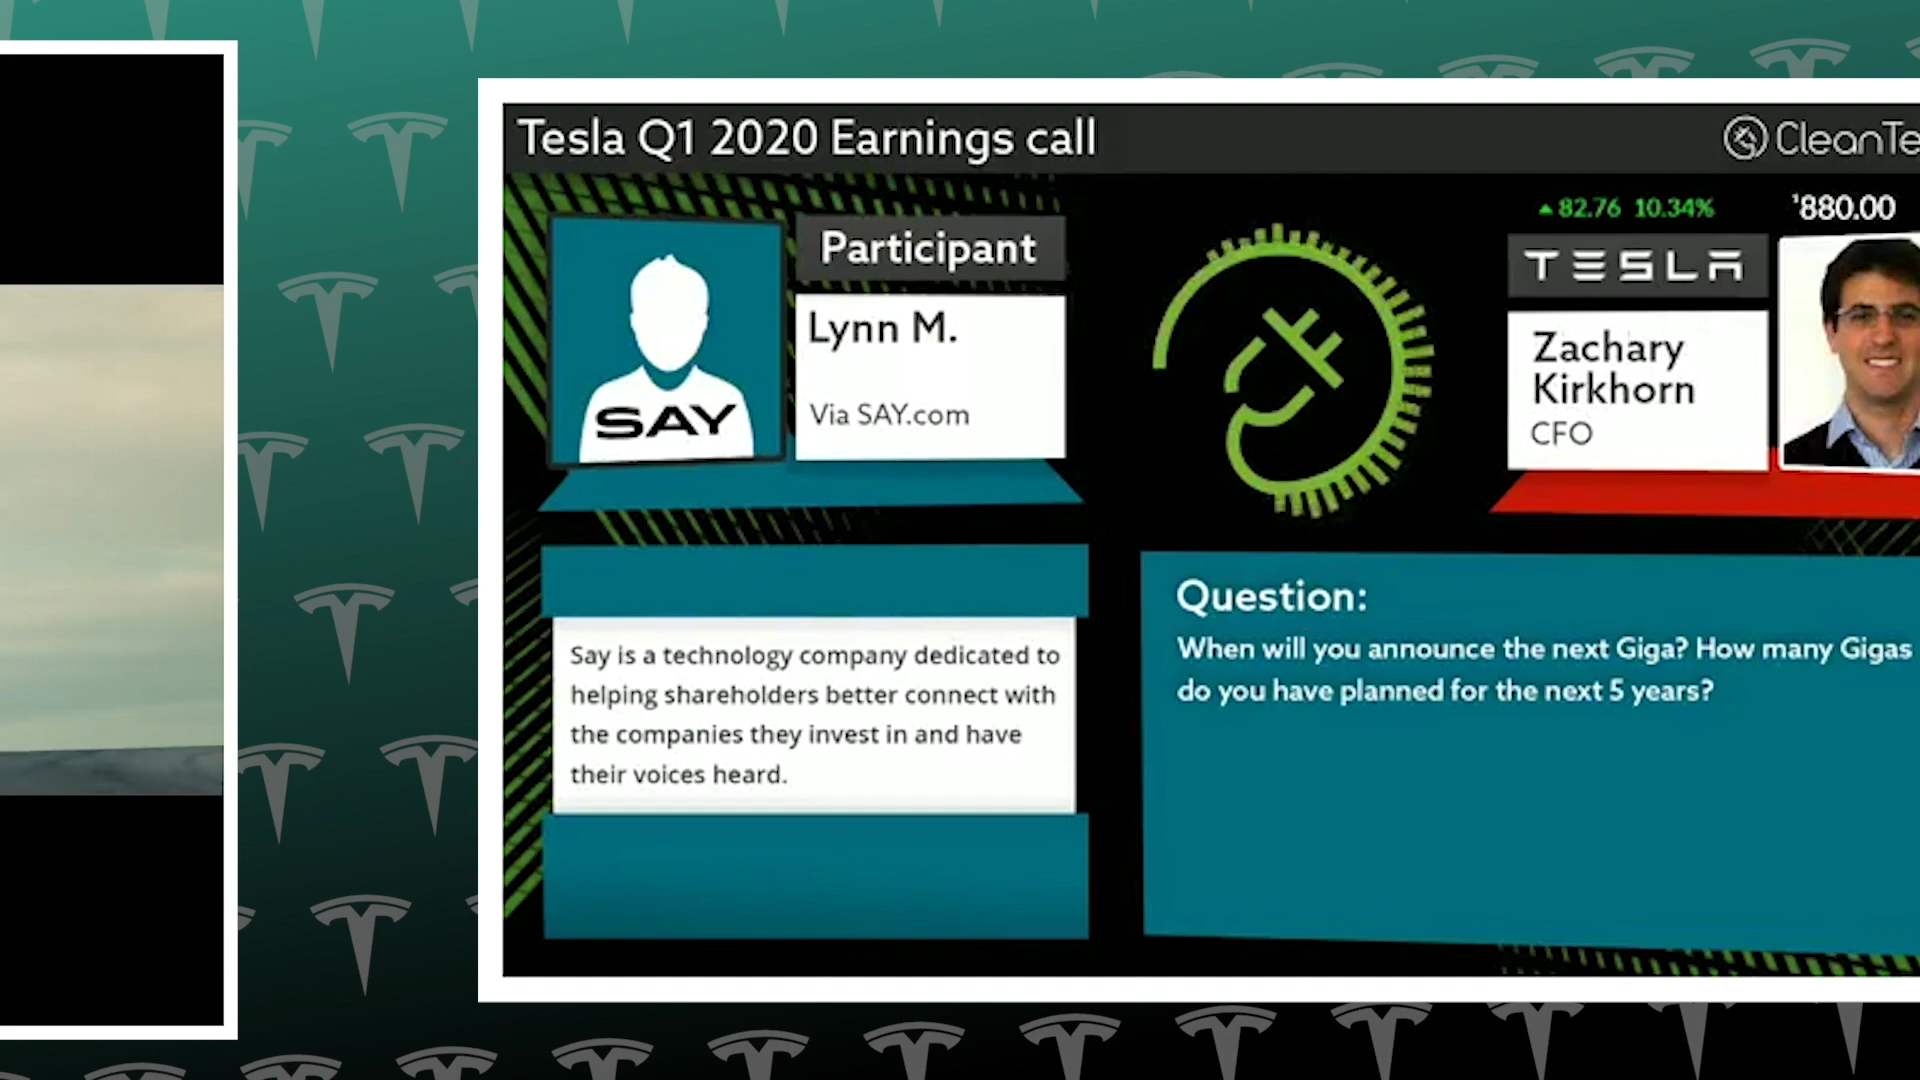 Tesla Q1 2020 Earnings call
CleanTe
82.76 10.34%
$880.00
Participant
Lynn M.
Via SAY.com
SAY
TESLA
Zachary
Kirkhorn
CFO
Say is a technology company dedicated to
helping shareholders better connect with
the companies they invest in and have
their voices heard.
Question:
When will you announce the next Giga? How many Gigas
do you have planned for the next 5 years?